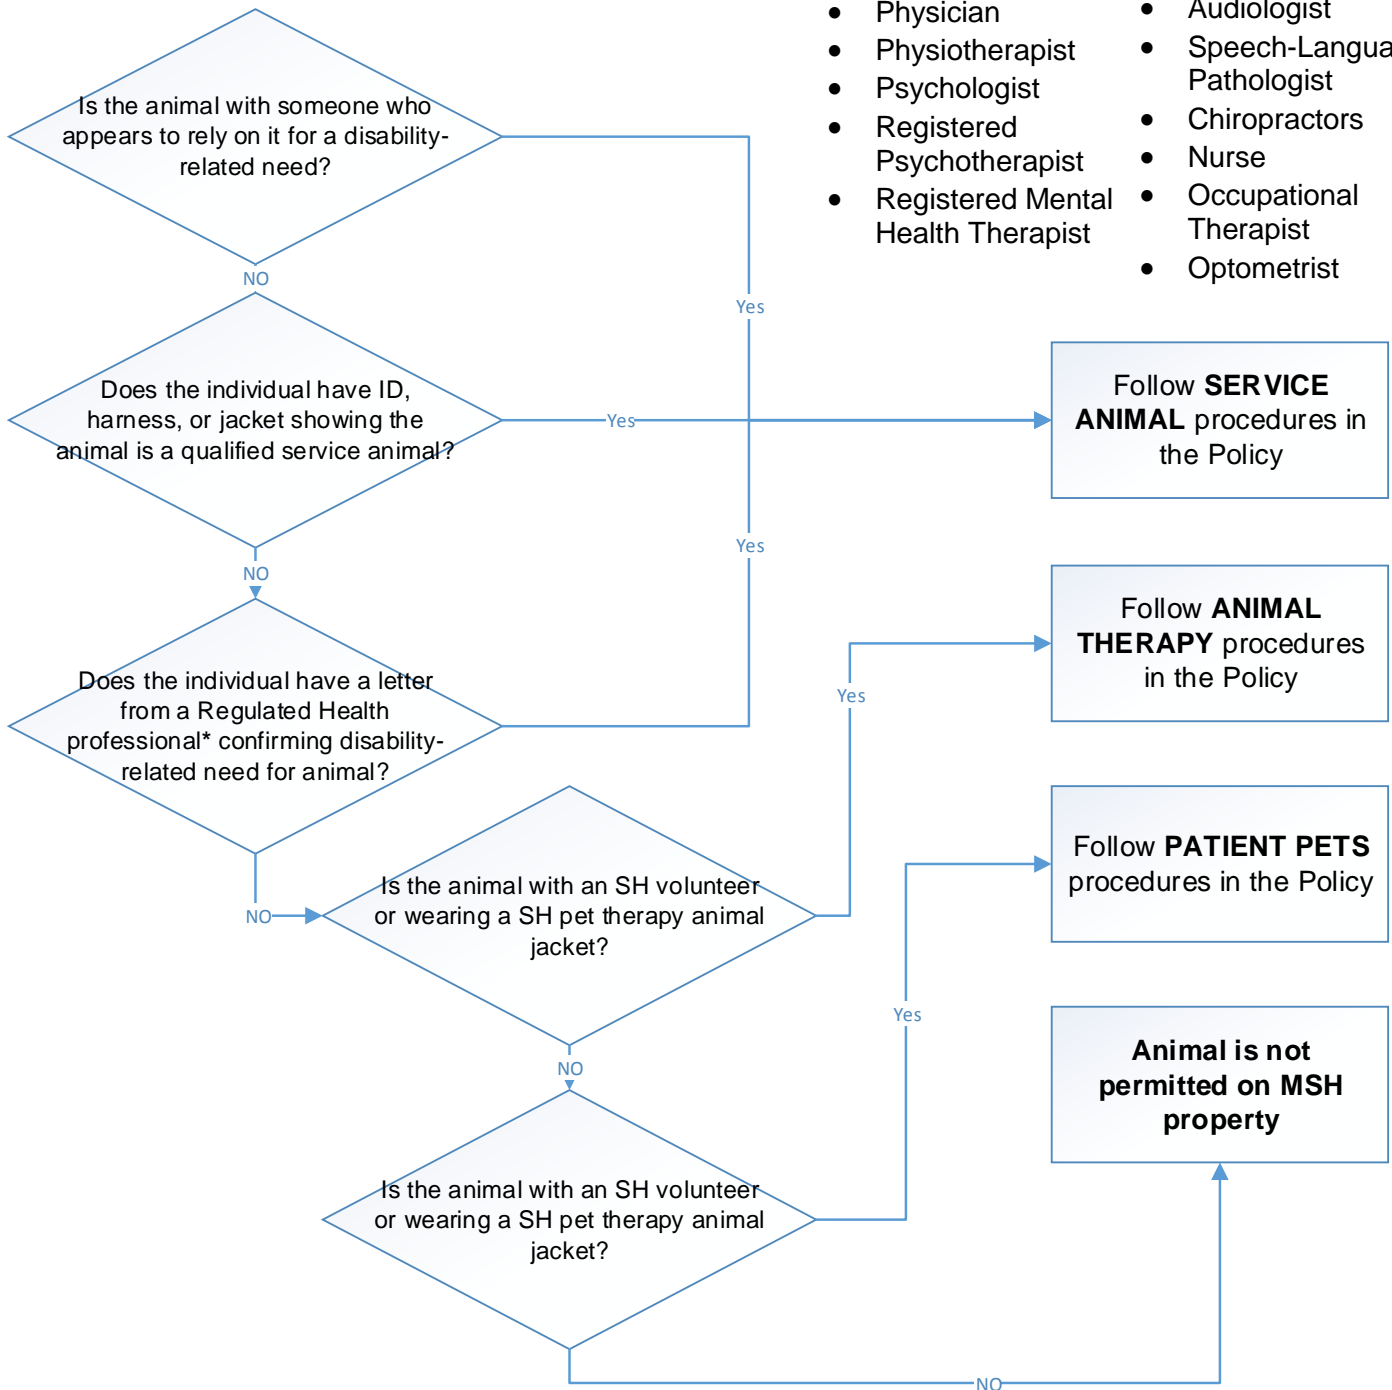 Physician
Physiotherapist
Psychologist
Registered
Psychotherapist
Registered Mental
Health Therapist
Audiologist
Pathologist
Chiropractors
Nurse
Occupational
Therapist
Optometrist
Is the animal with someone who
appears to rely on it for a disability-
related need?
NO
Yes
Does the individual have ID,
harness, or jacket showing the
animal is a qualified service animal?
Yes
Follow SERVICE
ANIMAL procedures in
the Policy
NO
Yes
Does the individual have a letter
from a Regulated Health
professional* confirming disability-
related need for animal?
Follow ANIMAL
THERAPY procedures
in the Policy
Yes
NO
Is the animal with an SH volunteer
or wearing a SH pet therapy animal
jacket?
Follow PATIENT PETS
procedures in the Policy
Yes
NO
Is the animal with an SH volunteer
or wearing a SH pet therapy animal
jacket?
Animal is not
permitted on MSH
property
NO